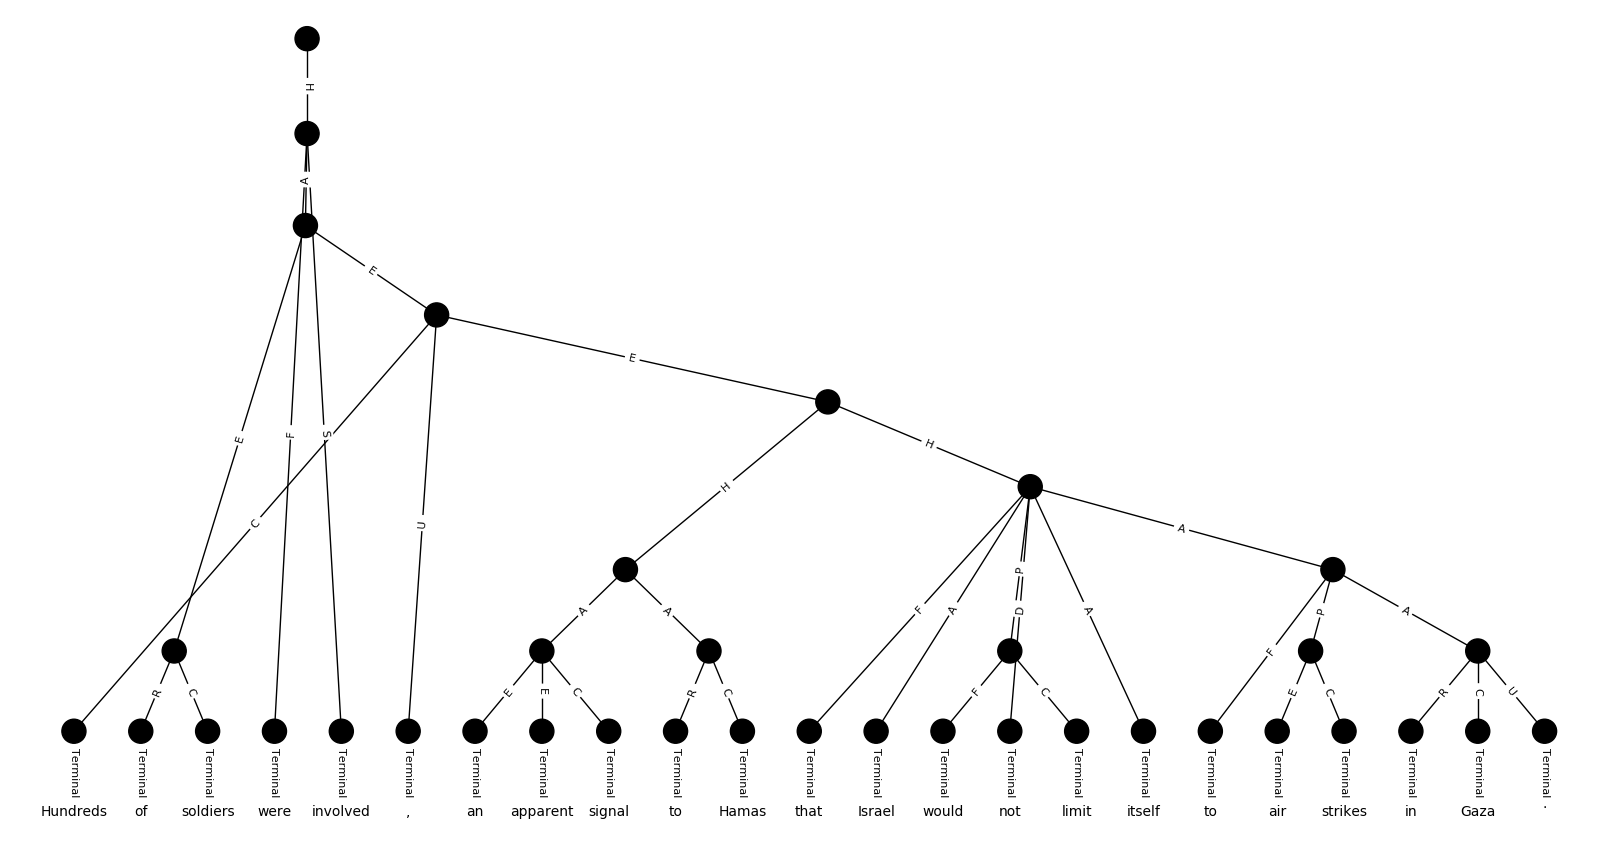 H
A
E
E
H
E
F
S
H
C
U
A
P
F
A
D
A
A
A
P
A
F
R
C
E
E
C
R
C
F
C
E
C
R
C
U
Terminal Terminal Terminal Terminal Terminal Terminal Terminal Terminal Terminal Terminal Terminal Terminal Terminal Terminal Terminal Terminal Terminal Terminal Terminal Terminal Terminal Terminal Terminal
Hundreds of soldiers were involved , an apparent signal to Hamas that Israel would not limit itself to air strikes in Gaza .